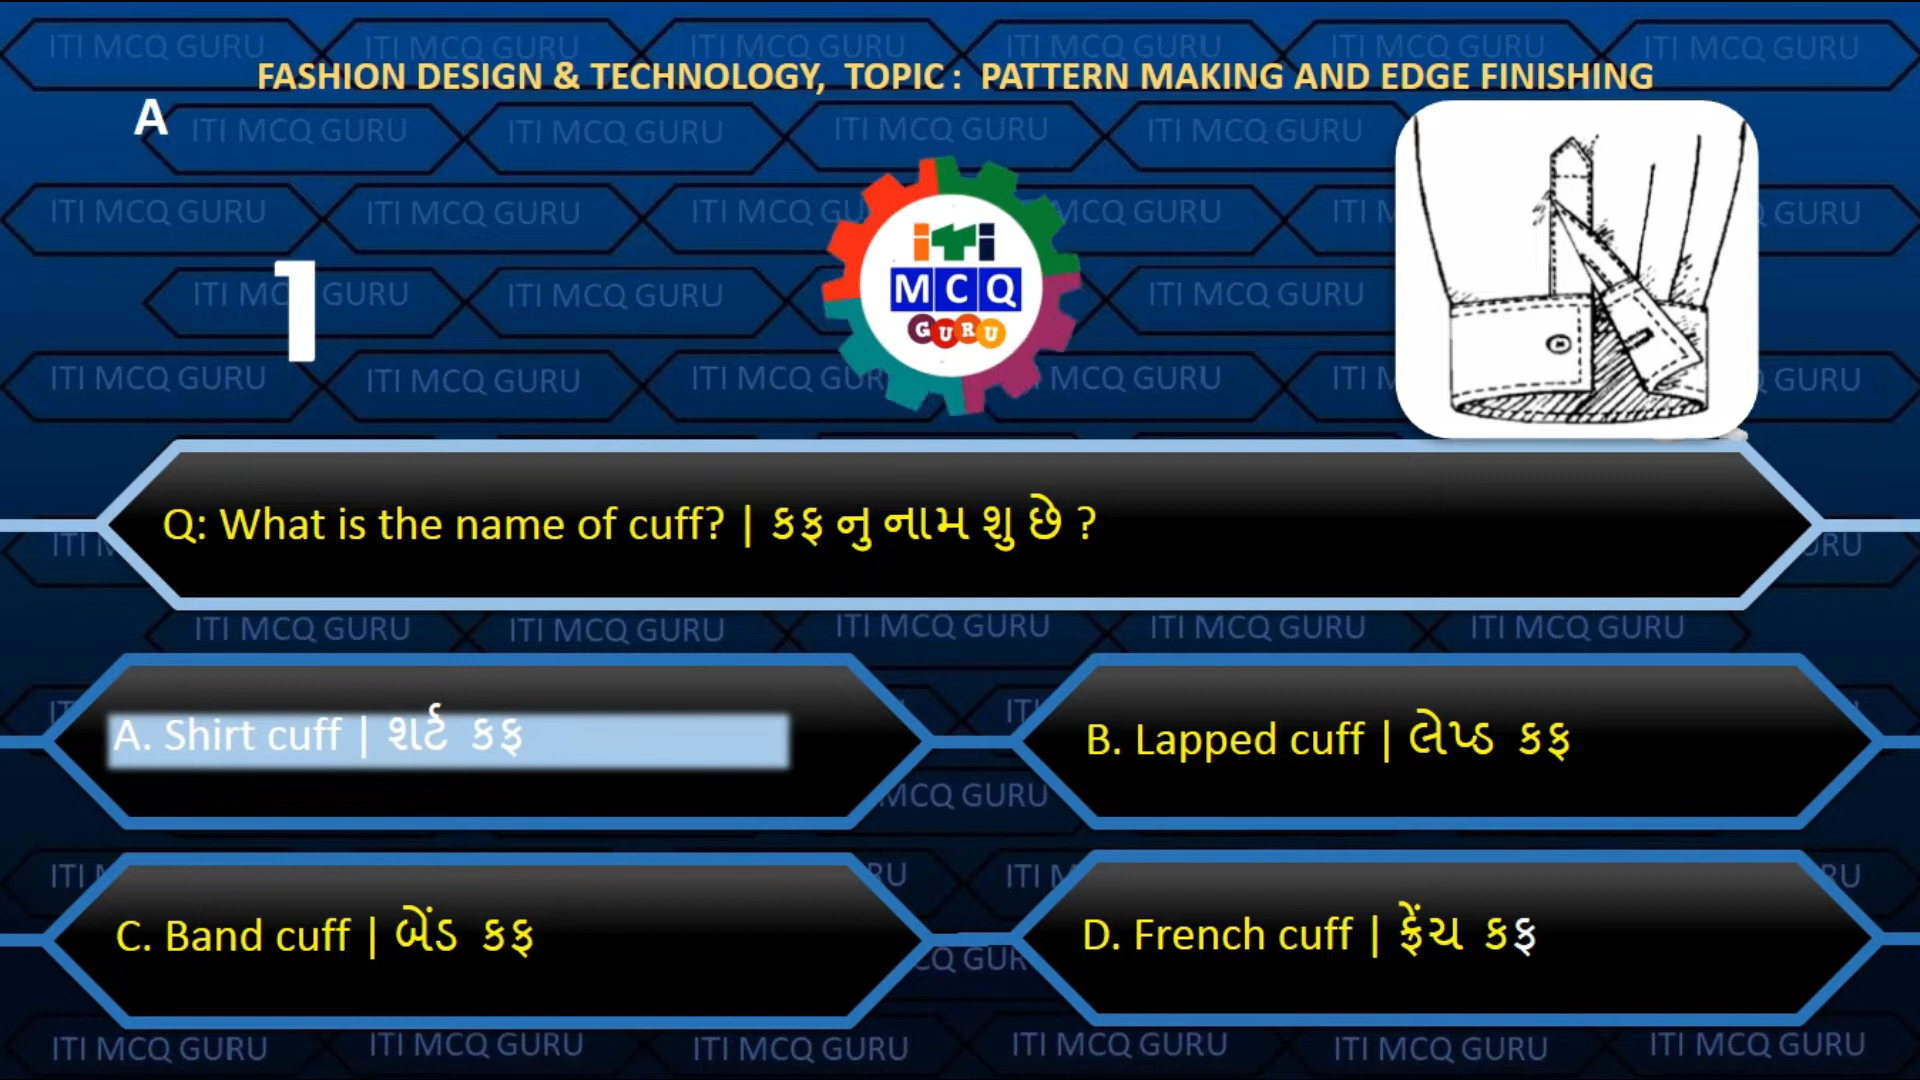 FASHION DESIGN & TECHNOLOGY, TOPIC : PATTERN MAKING AND EDGE FINISHING
A
1
iTi
MCQ
GURU
Q: What is the name of cuff? | કફ નુ નામ શુ છે ?
A. Shirt cuff | શર્ટ કફ
B. Lapped cuff | લેપ્ડ કફ
C. Band cuff | બેંડ કફ
D. French cuff | ફ્રેંચ કફ
ITI MCQ GURU